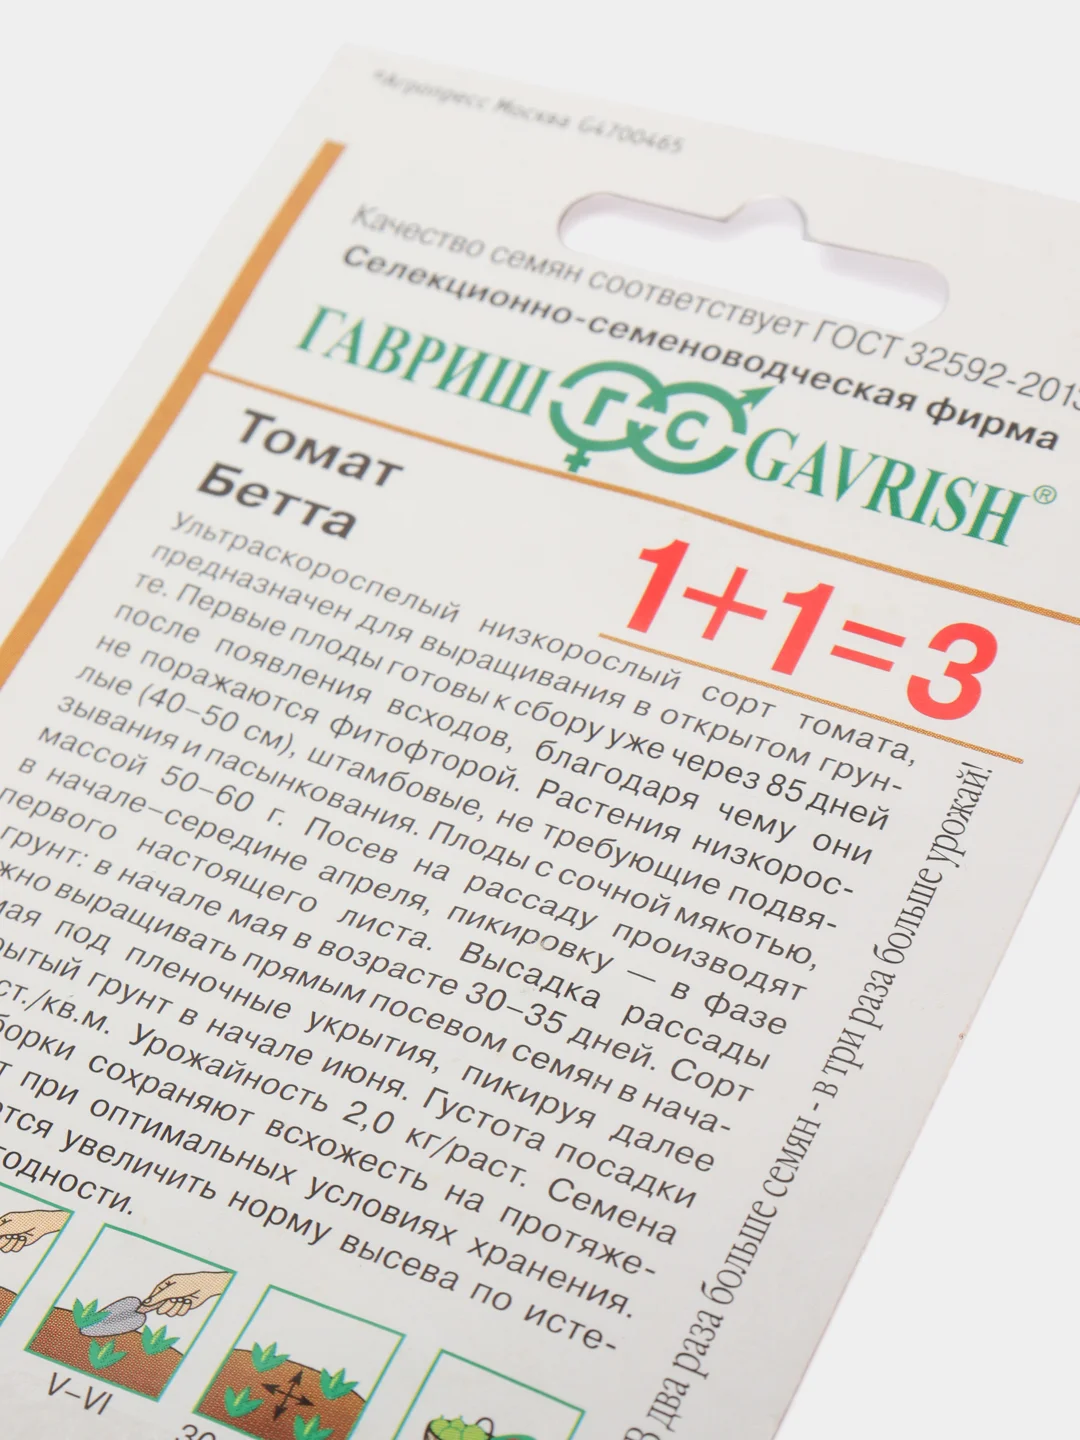 *Агропресс Москва G4700465
Качество семян соответствует ГОСТ 32592-2013
Селекционно-семеноводческая фирма
ГАВРИШ ГС GAVRISH®
Томат
Бетта
1+1=3
Ультраскороспелый низкорослый сорт томата,
предназначен для выращивания в открытом грун-
те. Первые плоды готовы к сбору уже через 85 дней
после появления всходов, благодаря чему они
не поражаются фитофторой. Растения низкорос-
лые (40–50 см), штамбовые, не требующие подвя-
зывания и пасынкования. Плоды с сочной мякотью,
массой 50–60 г. Посев на рассаду производят
в начале–середине апреля, пикировку — в фазе
первого настоящего листа. Высадка рассады
грунт: в начале мая в возрасте 30–35 дней. Сорт
жно выращивать прямым посевом семян в нача-
мая под пленочные укрытия, пикируя далее
рытый грунт в начале июня. Густота посадки
ст./кв.м. Урожайность 2,0 кг/раст. Семена
борки сохраняют всхожесть на протяже-
т при оптимальных условиях хранения.
ется увеличить норму высева по исте-
годности.
В два раза больше семян - в три раза больше урожай!
V–VI
30